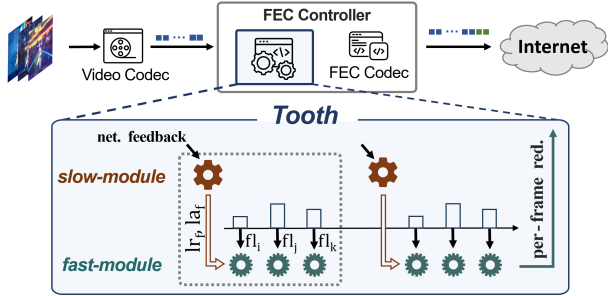 FEC Controller
Video Codec
</>
FEC Codec
Internet
Tooth
net. feedback
slow-module
lr_f, la_f
fl_i fl_j fl_k
fast-module
per-frame red.